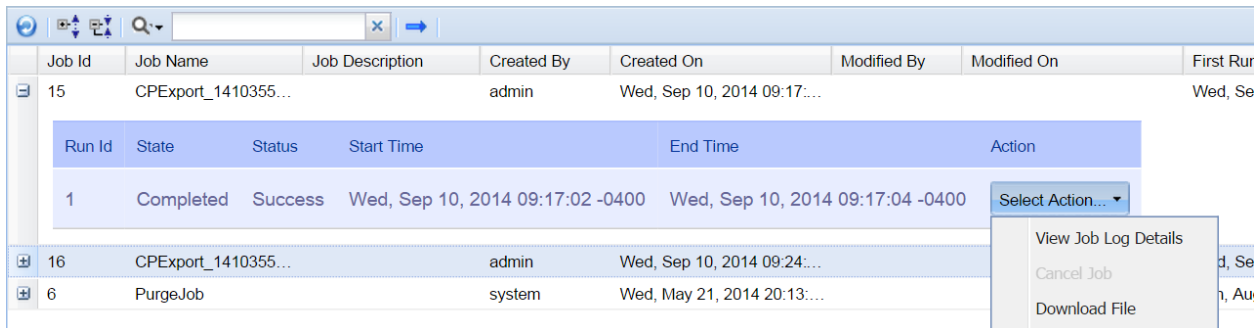 Job Id Job Name Job Description Created By Created On Modified By Modified On First Run
15 CPExport_1410355... admin Wed, Sep 10, 2014 09:17:... Wed, Se
Run Id State Status Start Time End Time Action
1 Completed Success Wed, Sep 10, 2014 09:17:02 -0400 Wed, Sep 10, 2014 09:17:04 -0400 Select Action...
View Job Log Details
16 CPExport_1410355... admin Wed, Sep 10, 2014 09:24:... d, Se
Cancel Job
6 PurgeJob system Wed, May 21, 2014 20:13:... n, Au
Download File